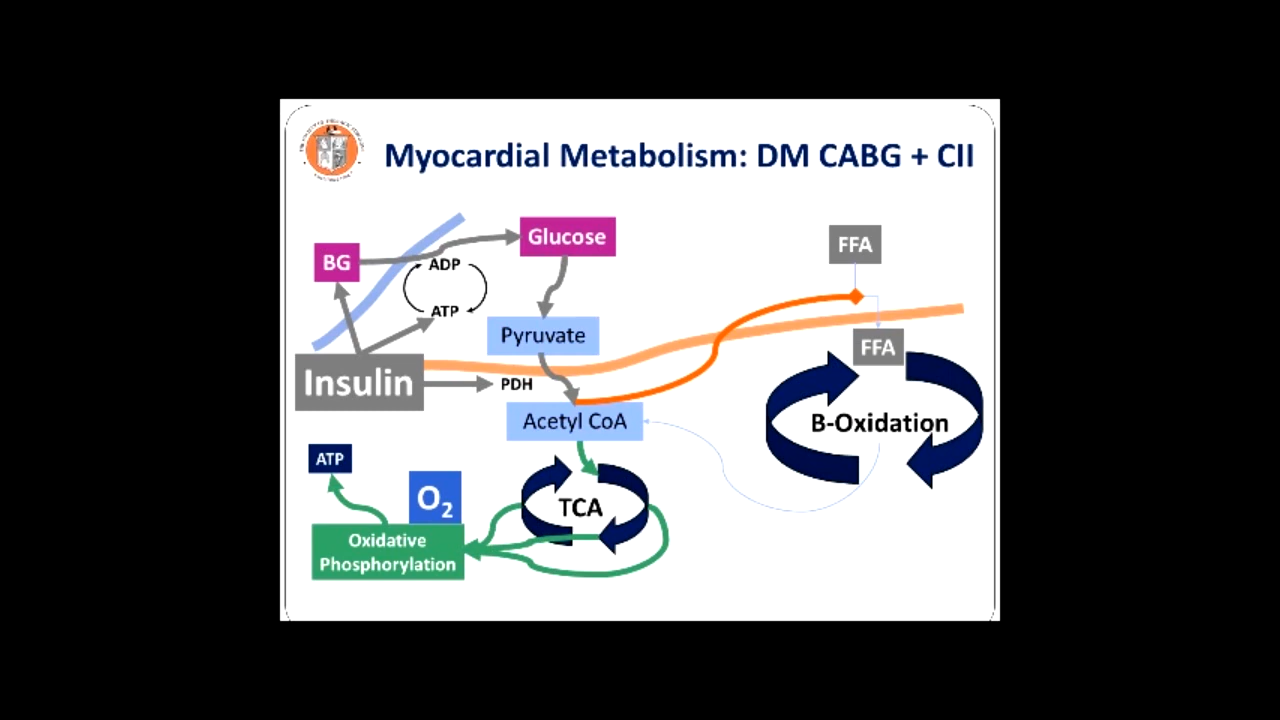 Myocardial Metabolism: DM CABG + CII
BG
ADP
ATP
Glucose
FFA
Pyruvate
FFA
Insulin
PDH
Acetyl CoA
B-Oxidation
ATP
O₂
TCA
Oxidative
Phosphorylation